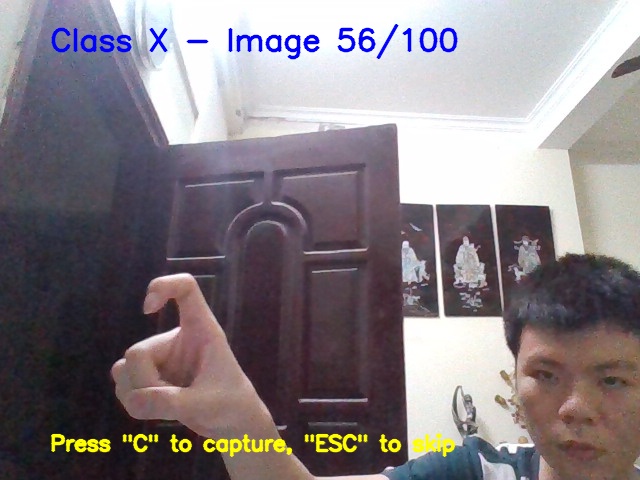 Class X - Image 56/100
Press "C" to capture, "ESC" to skip